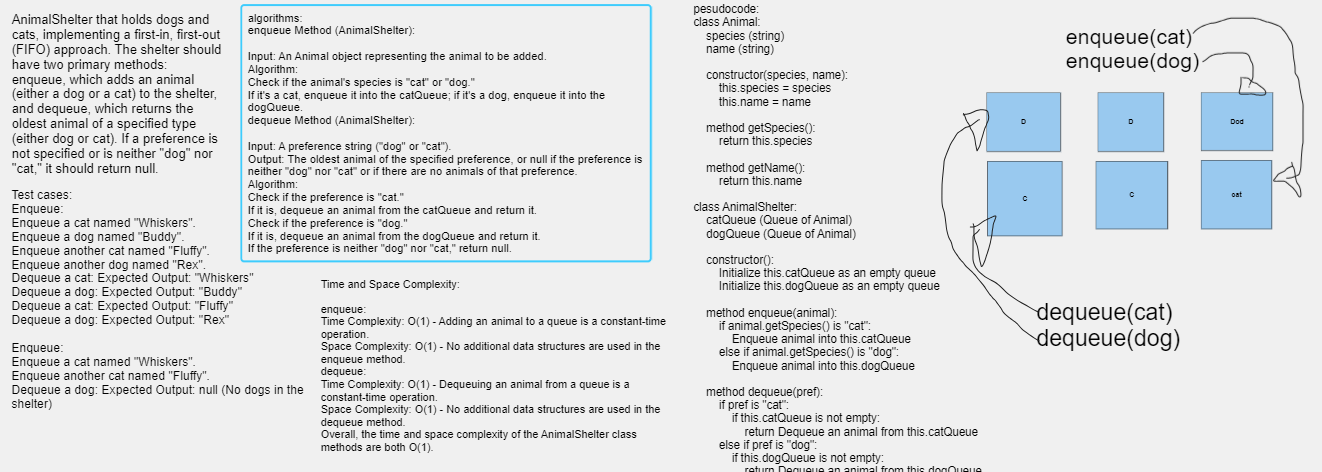 AnimalShelter that holds dogs and
cats, implementing a first-in, first-out
(FIFO) approach. The shelter should
have two primary methods:
enqueue, which adds an animal
(either a dog or a cat) to the shelter,
and dequeue, which returns the
oldest animal of a specified type
(either dog or cat). If a preference is
not specified or is neither "dog" nor
"cat," it should return null.
Test cases:
Enqueue:
Enqueue a cat named "Whiskers".
Enqueue a dog named "Buddy".
Enqueue another cat named "Fluffy".
Enqueue another dog named "Rex".
Dequeue a cat: Expected Output: "Whiskers"
Dequeue a dog: Expected Output: "Buddy"
Dequeue a cat: Expected Output: "Fluffy"
Dequeue a dog: Expected Output: "Rex"
Enqueue:
Enqueue a cat named "Whiskers".
Enqueue another cat named "Fluffy".
Dequeue a dog: Expected Output: null (No dogs in the
shelter)
algorithms:
enqueue Method (AnimalShelter):
Input: An Animal object representing the animal to be added.
Algorithm:
Check if the animal's species is "cat" or "dog."
If it's a cat, enqueue it into the catQueue; if it's a dog, enqueue it into the
dogQueue.
dequeue Method (AnimalShelter):
Input: A preference string ("dog" or "cat").
Output: The oldest animal of the specified preference, or null if the preference is
neither "dog" nor "cat" or if there are no animals of that preference.
Algorithm:
Check if the preference is "cat."
If it is, dequeue an animal from the catQueue and return it.
Check if the preference is "dog."
If it is, dequeue an animal from the dogQueue and return it.
If the preference is neither "dog" nor "cat," return null.
Time and Space Complexity:
enqueue:
Time Complexity: O(1) - Adding an animal to a queue is a constant-time
operation.
Space Complexity: O(1) - No additional data structures are used in the
enqueue method.
dequeue:
Time Complexity: O(1) - Dequeuing an animal from a queue is a
constant-time operation.
Space Complexity: O(1) - No additional data structures are used in the
dequeue method.
Overall, the time and space complexity of the AnimalShelter class
methods are both O(1).
pesudocode:
class Animal:
species (string)
name (string)
constructor(species, name):
this.species = species
this.name = name
method getSpecies():
return this.species
method getName():
return this.name
class AnimalShelter:
catQueue (Queue of Animal)
dogQueue (Queue of Animal)
constructor():
Initialize this.catQueue as an empty queue
Initialize this.dogQueue as an empty queue
method enqueue(animal):
if animal.getSpecies() is "cat":
Enqueue animal into this.catQueue
else if animal.getSpecies() is "dog":
Enqueue animal into this.dogQueue
method dequeue(pref):
if pref is "cat":
if this.catQueue is not empty:
return Dequeue an animal from this.catQueue
else if pref is "dog":
if this.dogQueue is not empty:
return Dequeue an animal from this.dogQueue
enqueue(cat)
enqueue(dog)
D
D
Dod
C
C
cat
dequeue(cat)
dequeue(dog)